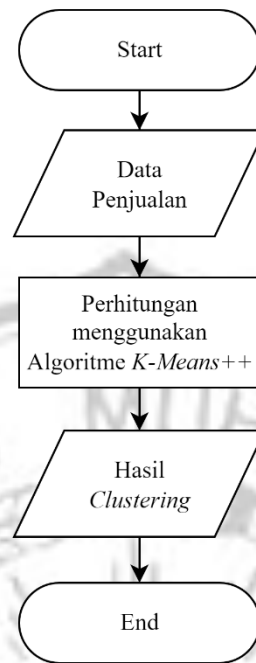 Start
Data
Penjualan
Perhitungan
menggunakan
Algoritme K-Means++
Hasil
Clustering
End